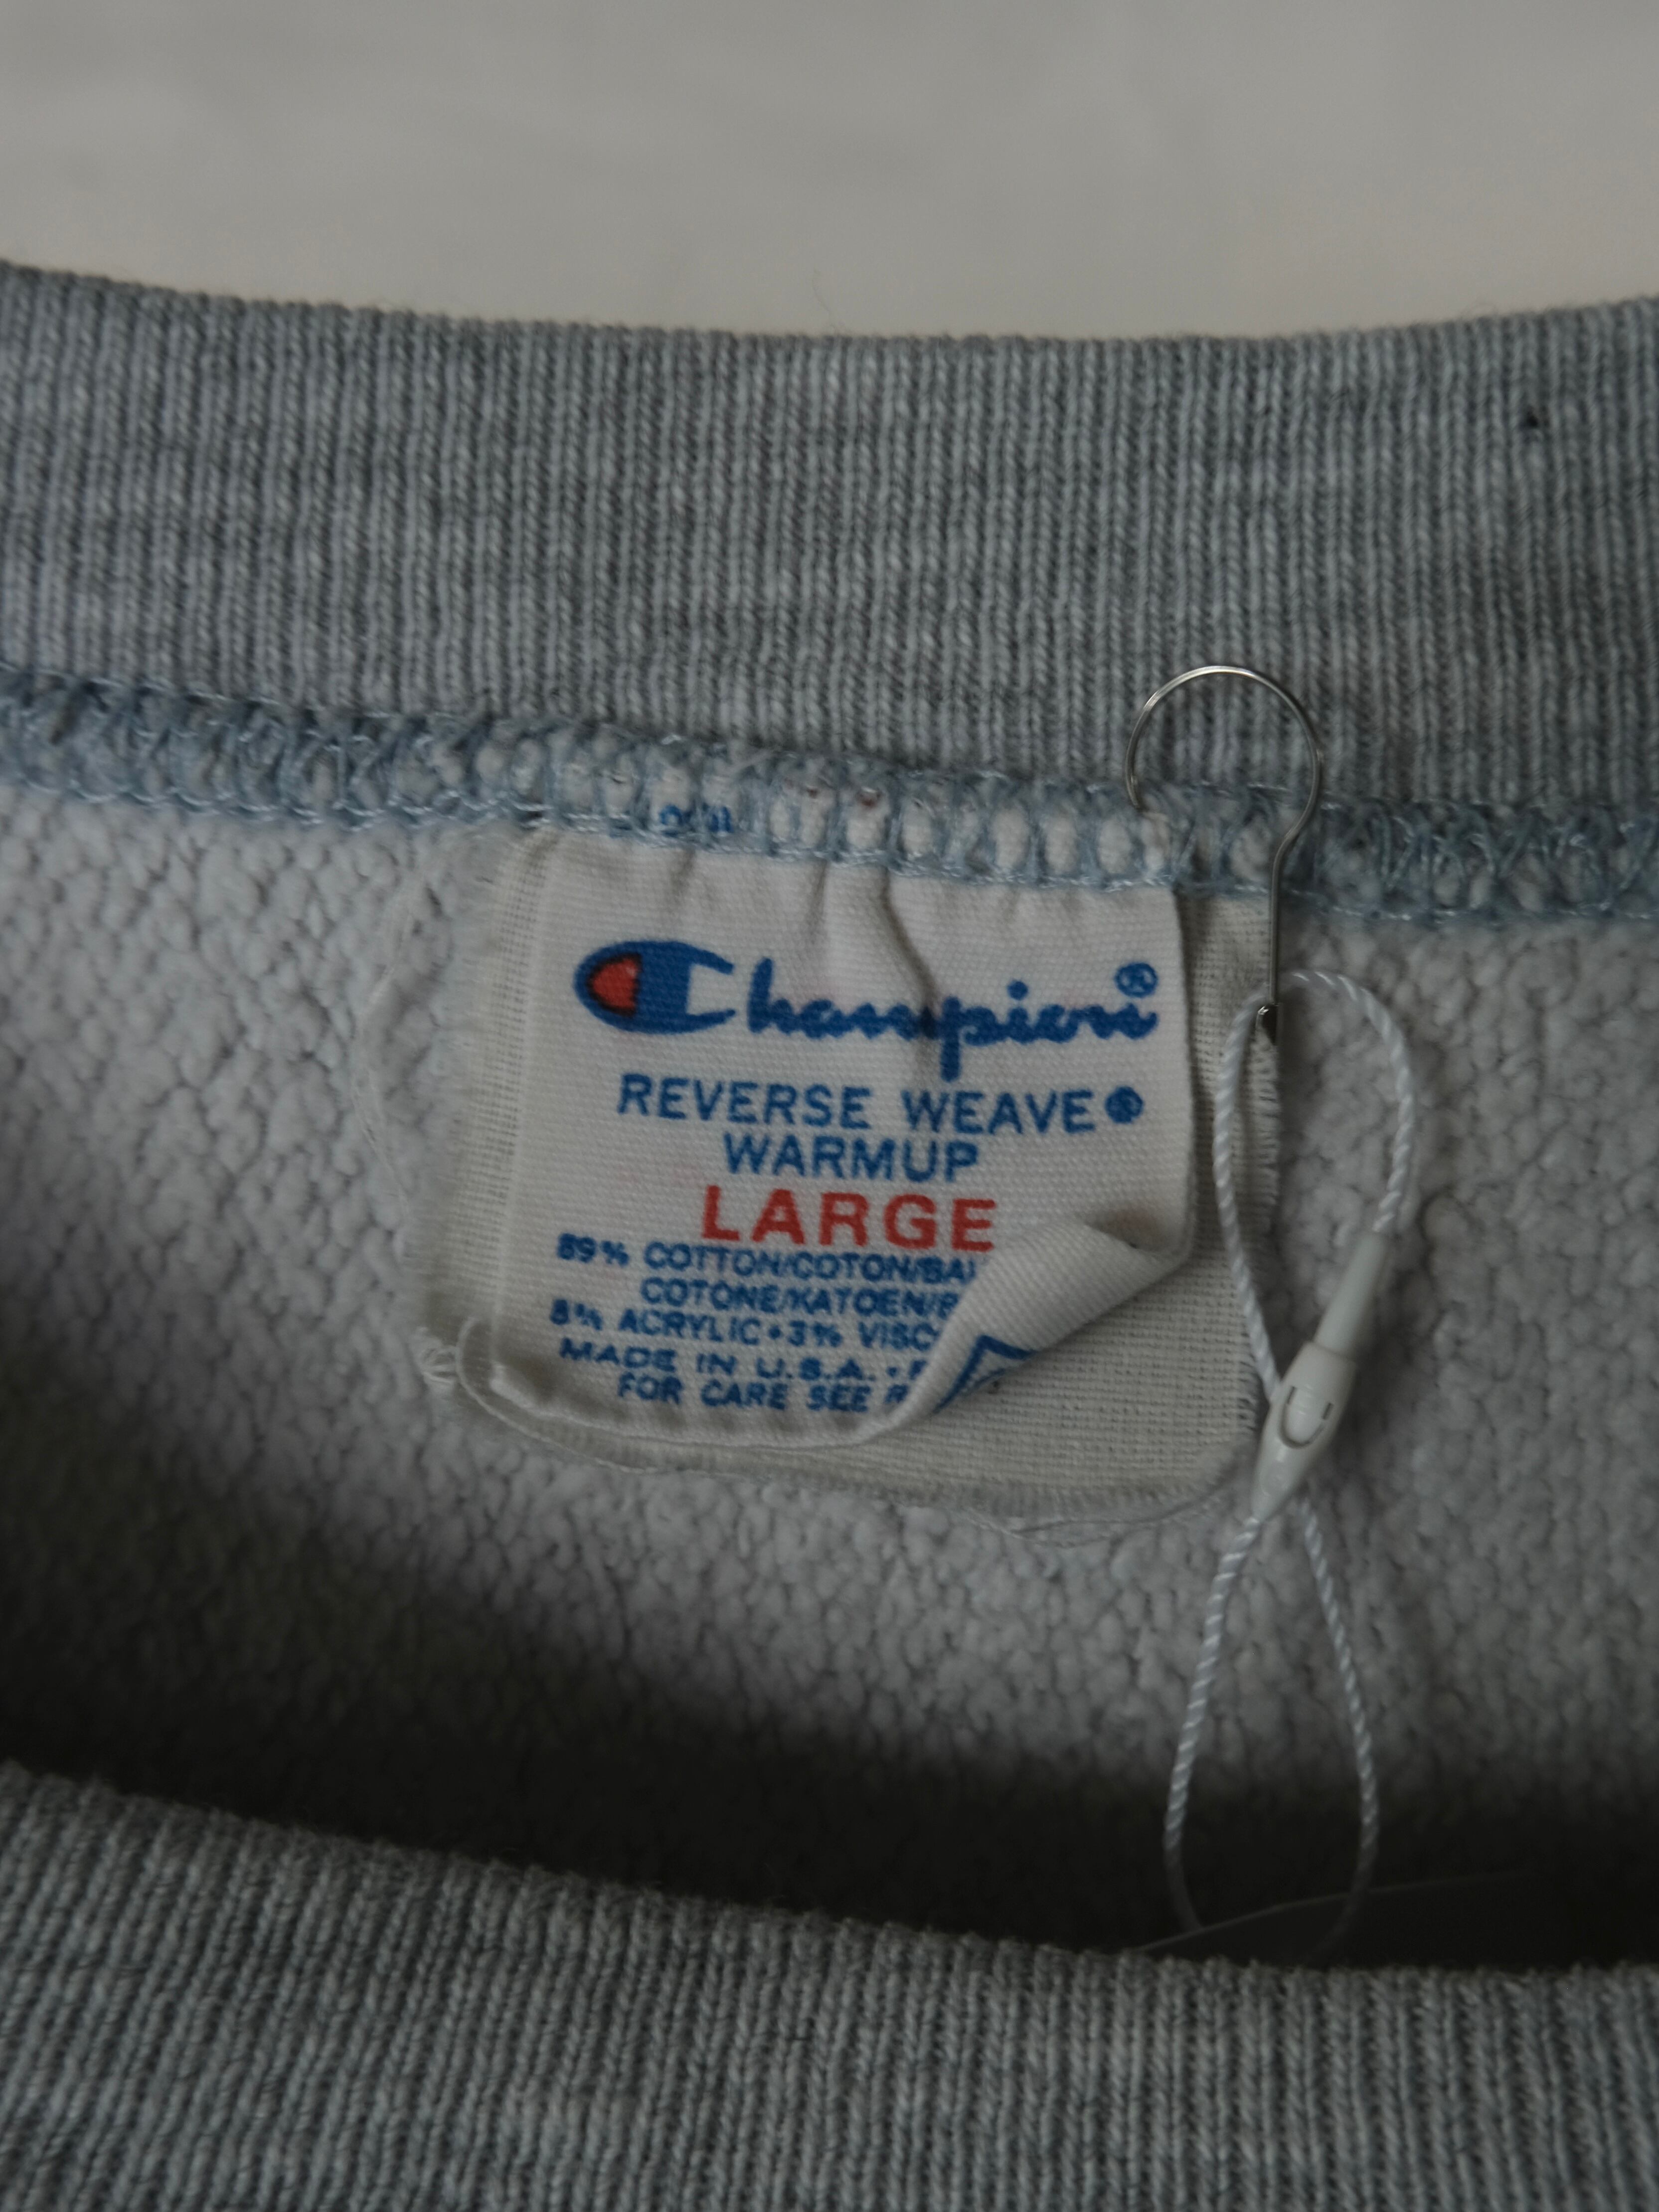 Champion®
REVERSE WEAVE®
WARMUP
LARGE
89% COTTON/COTON/BA
COTONE/KATOEN/
8% ACRYLIC•3% VISC
MADE IN U.S.A.•
FOR CARE SEE